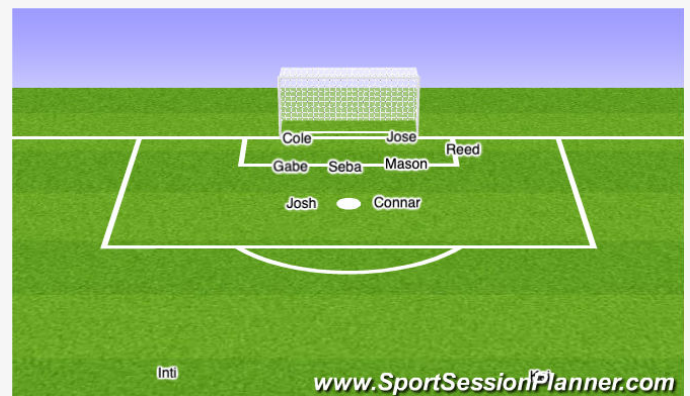 Cole Jose
Reed
Gabe Seba Mason
Josh Connar
Inti
www.SportSessionPlanner.com